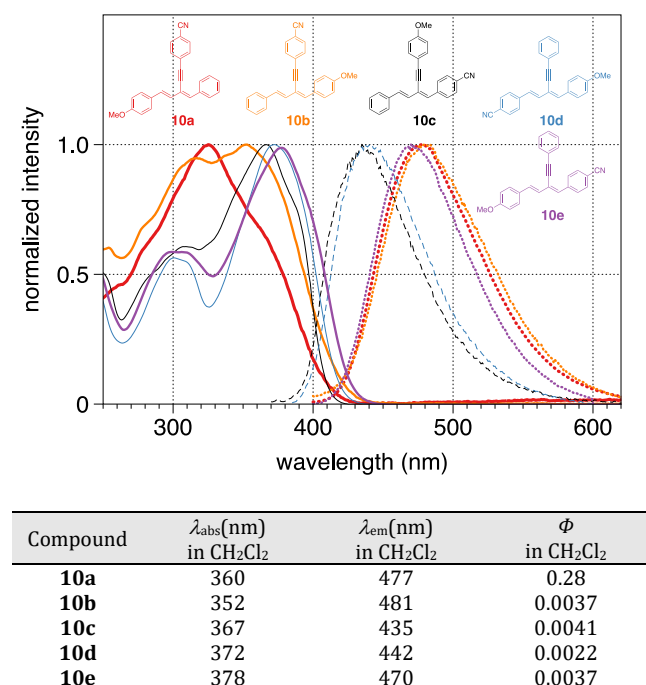 CN
CN
OMe
OMe
CN
OMe
MeO
NC
10a
10b
10c
10d
CN
MeO
10e
normalized intensity
1.0
0.5
300
400
500
600
wavelength (nm)
Compound λabs(nm) in CH2Cl2 λem(nm) in CH2Cl2 Φ in CH2Cl2
10a 360 477 0.28
10b 352 481 0.0037
10c 367 435 0.0041
10d 372 442 0.0022
10e 378 470 0.0037